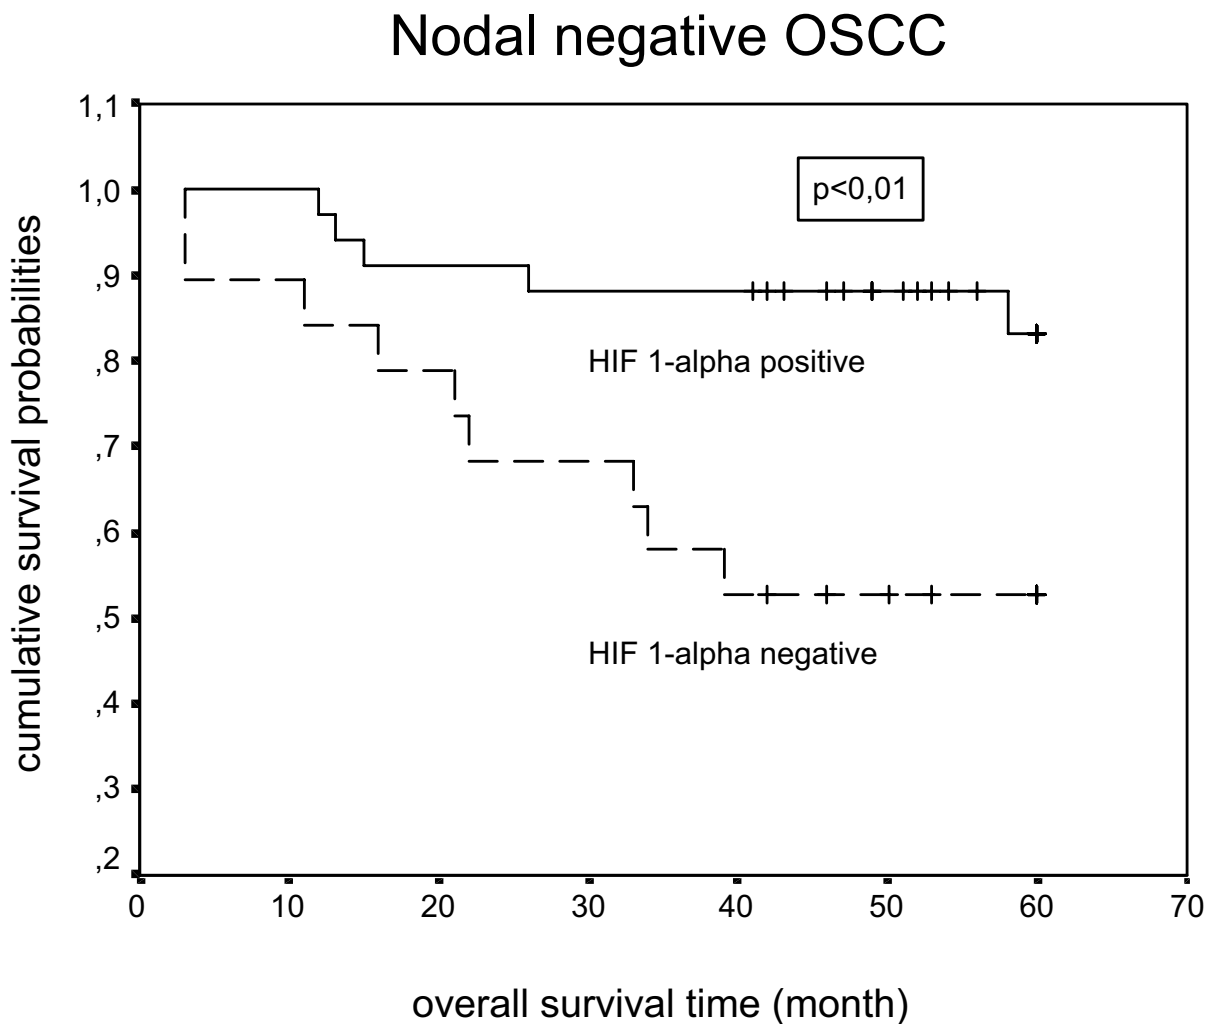 Nodal negative OSCC
cumulative survival probabilities
1,1
1,0
,9
,8
,7
,6
,5
,4
,3
,2
p<0,01
HIF 1-alpha positive
HIF 1-alpha negative
0 10 20 30 40 50 60 70
overall survival time (month)